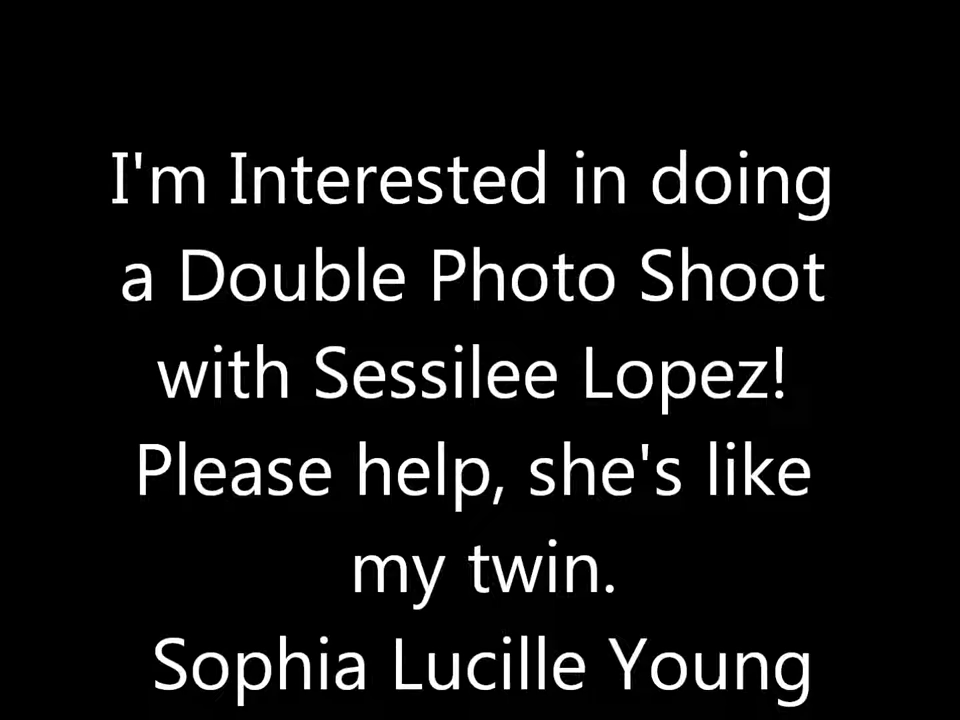 I'm Interested in doing
a Double Photo Shoot
with Sessilee Lopez!
Please help, she's like
my twin.
Sophia Lucille Young